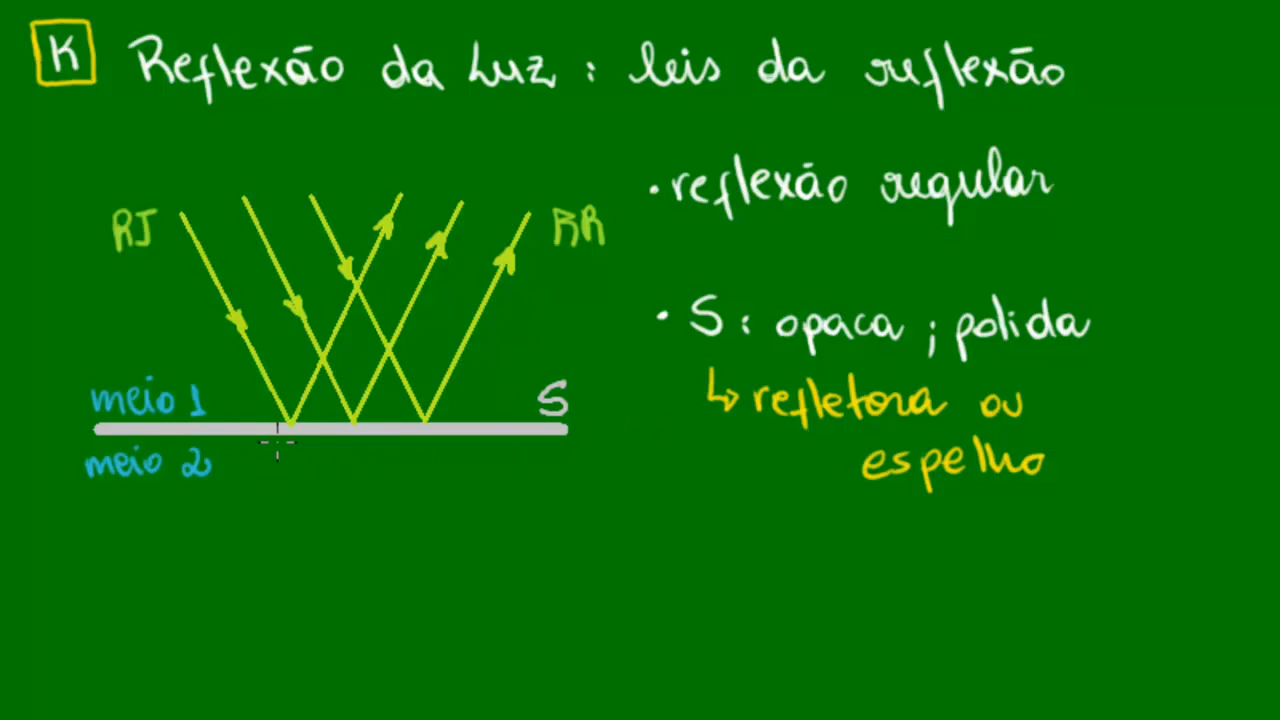 K Reflexão da Luz : leis da reflexão
• reflexão regular
RI
RR
• S : opaca ; polida
↳ refletora ou
espelho
meio 1
S
meio 2